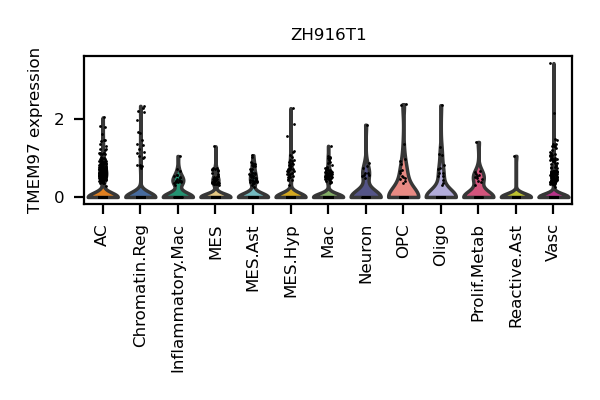 ZH916T1
TMEM97 expression
2
0
AC
Chromatin.Reg
Inflammatory.Mac
MES
MES.Ast
MES.Hyp
Mac
Neuron
OPC
Oligo
Prolif.Metab
Reactive.Ast
Vasc